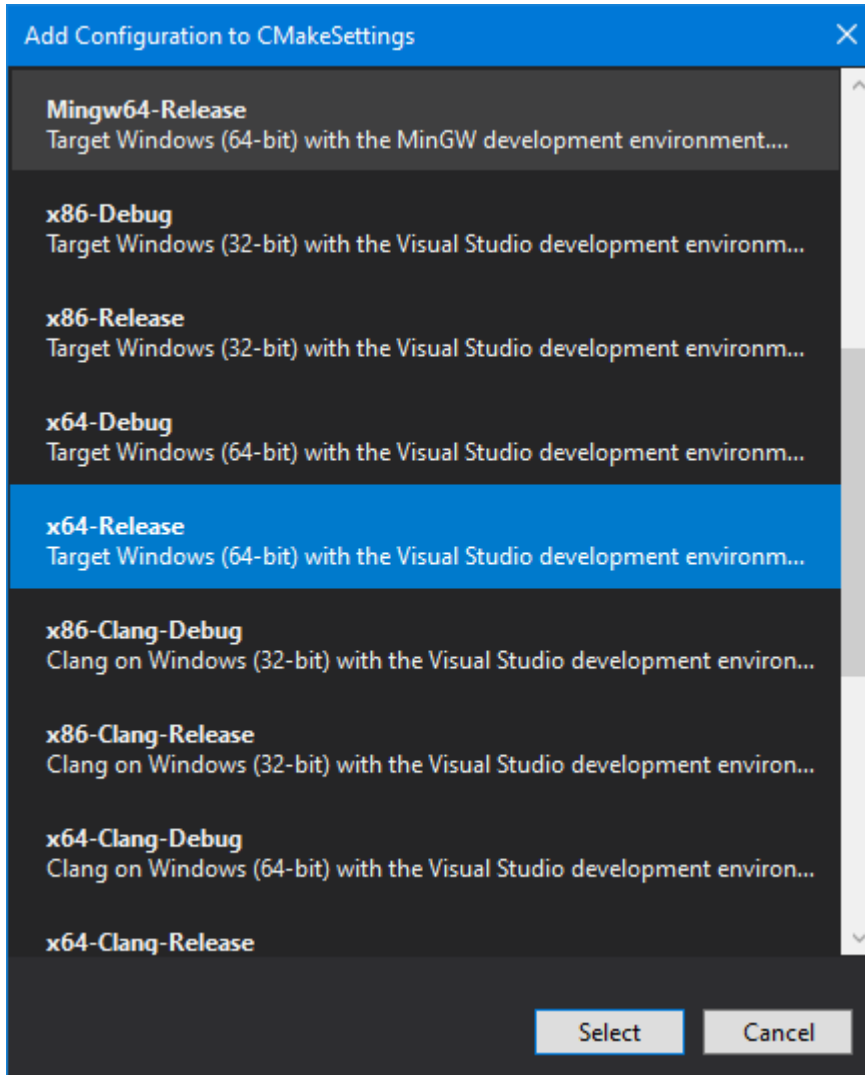 Add Configuration to CMakeSettings
Mingw64-Release
Target Windows (64-bit) with the MinGW development environment....
x86-Debug
Target Windows (32-bit) with the Visual Studio development environm...
x86-Release
Target Windows (32-bit) with the Visual Studio development environm...
x64-Debug
Target Windows (64-bit) with the Visual Studio development environm...
x64-Release
Target Windows (64-bit) with the Visual Studio development environm...
x86-Clang-Debug
Clang on Windows (32-bit) with the Visual Studio development environ...
x86-Clang-Release
Clang on Windows (32-bit) with the Visual Studio development environ...
x64-Clang-Debug
Clang on Windows (64-bit) with the Visual Studio development environ...
x64-Clang-Release
Select
Cancel